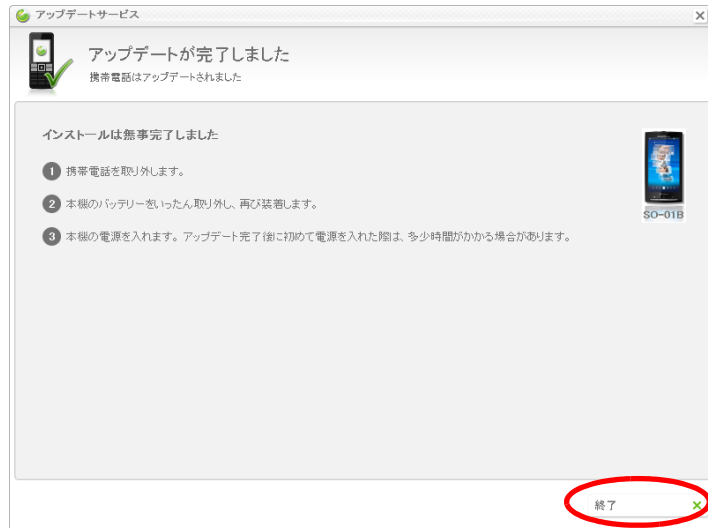 アップデートサービス
アップデートが完了しました
携帯電話はアップデートされました
インストールは無事完了しました
1 携帯電話を取り外します。
2 本機のバッテリーをいったん取り外し、再び装着します。
3 本機の電源を入れます。アップデート完了後に初めて電源を入れた際は、多少時間がかかる場合があります。
SO-01B
終了